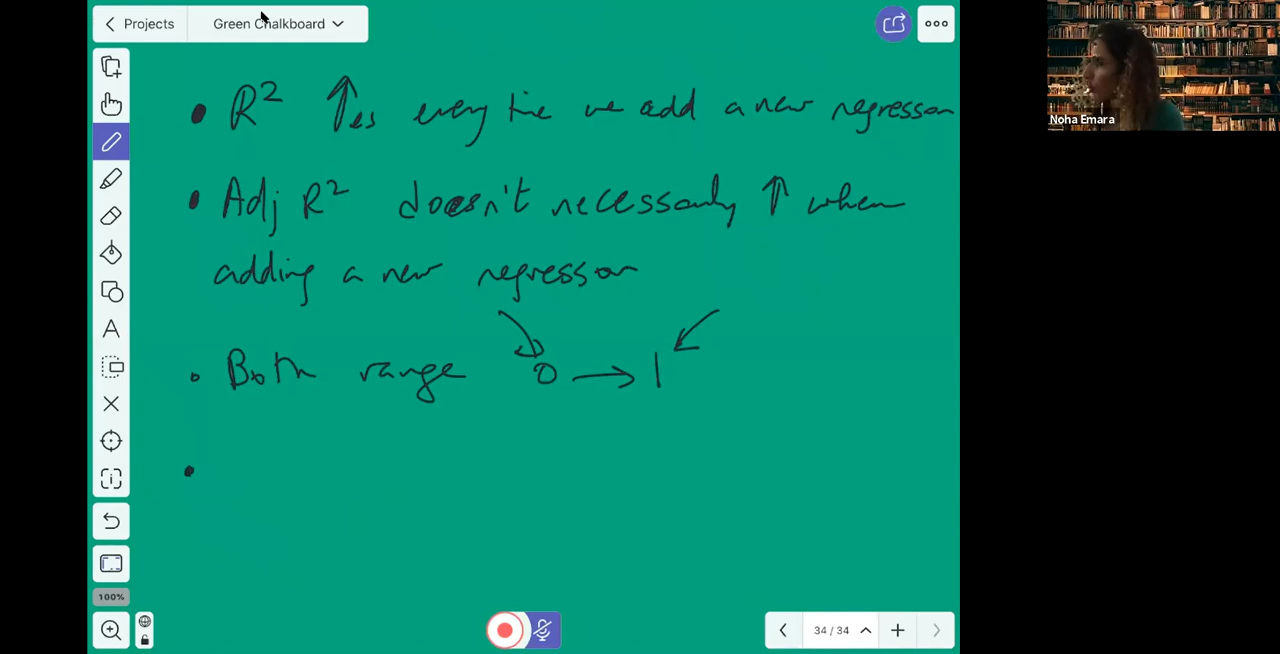 Projects
Green Chalkboard
Noha Emara
• R² ↑es every time we add a new regressor
• Adj R² doesn't necessarily ↑ when
adding a new regressor
• Both range 0 → 1
•
A
100%
34 / 34